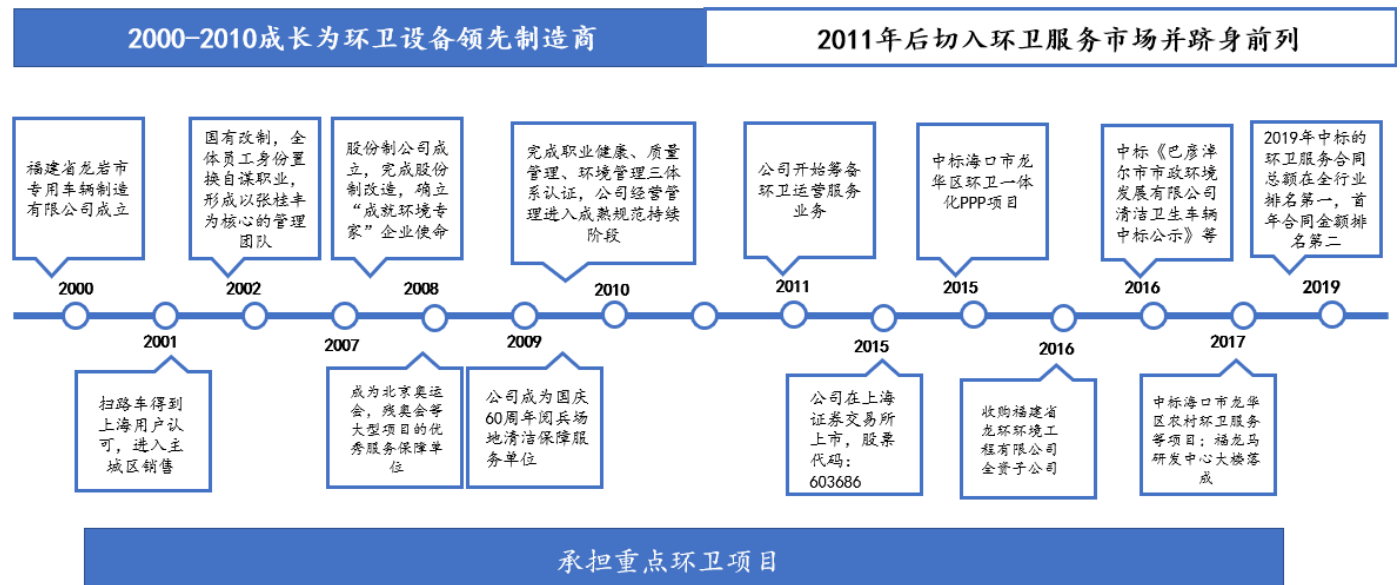 2000-2010成长为环卫设备领先制造商
2011年后切入环卫服务市场并跻身前列
福建省龙岩市
专用车辆制造
有限公司成立
国有改制，全
体员工身份置
换自谋职业，
形成以张桂丰
为核心的管理
团队
股份制公司成
立，完成股份
制改造，确立
“成就环境专
家”企业使命
完成职业健康、质量
管理、环境管理三体
系认证，公司经营管
理进入成熟规范持续
阶段
公司开始筹备
环卫运营服务
业务
中标海口市龙
华区环卫一体
化PPP项目
中标《巴彦淖
尔市市政环境
发展有限公司
清洁卫生车辆
中标公示》等
2019年中标的
环卫服务合同
总额在全行业
排名第一，首
年合同金额排
名第二
2000
2002
2008
2010
2011
2015
2016
2019
2001
2007
2009
2015
2016
2017
扫路车得到
上海用户认
可，进入主
城区销售
成为北京奥运
会，残奥会等
大型项目的优
秀服务保障单
位
公司成为国庆
60周年阅兵场
地清洁保障服
务单位
公司在上海
证券交易所
上市，股票
代码：
603686
收购福建省
龙环环境工
程有限公司
全资子公司
中标海口市龙华
区农村环卫服务
等项目；福龙马
研发中心大楼落
成
承担重点环卫项目